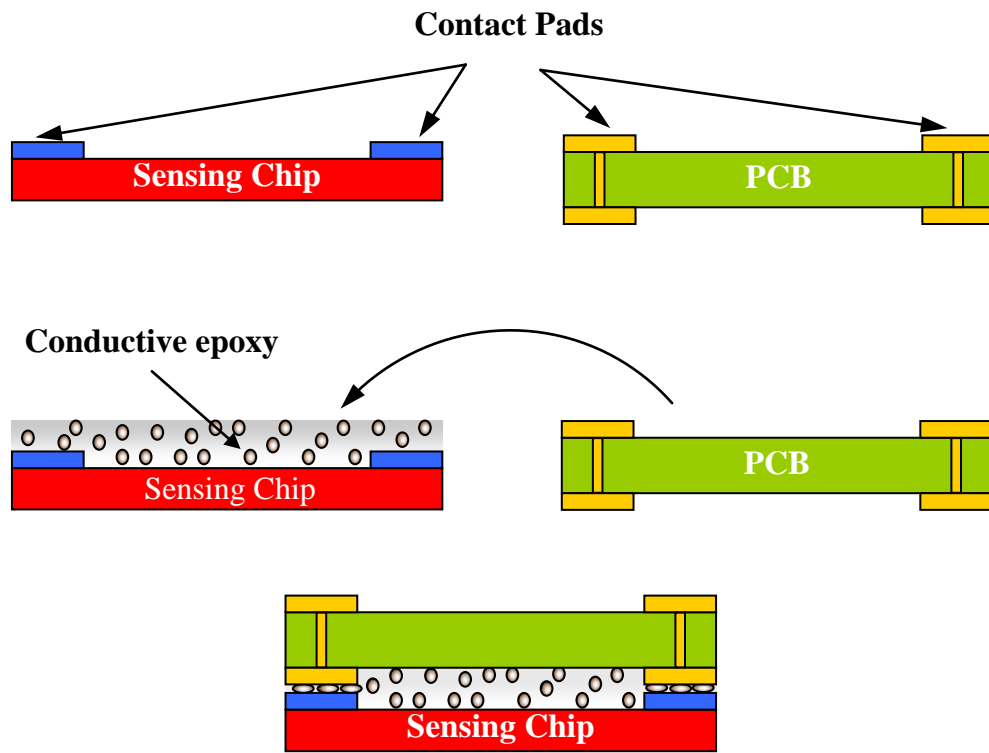 Contact Pads
Sensing Chip
PCB
Conductive epoxy
Sensing Chip
PCB
Sensing Chip